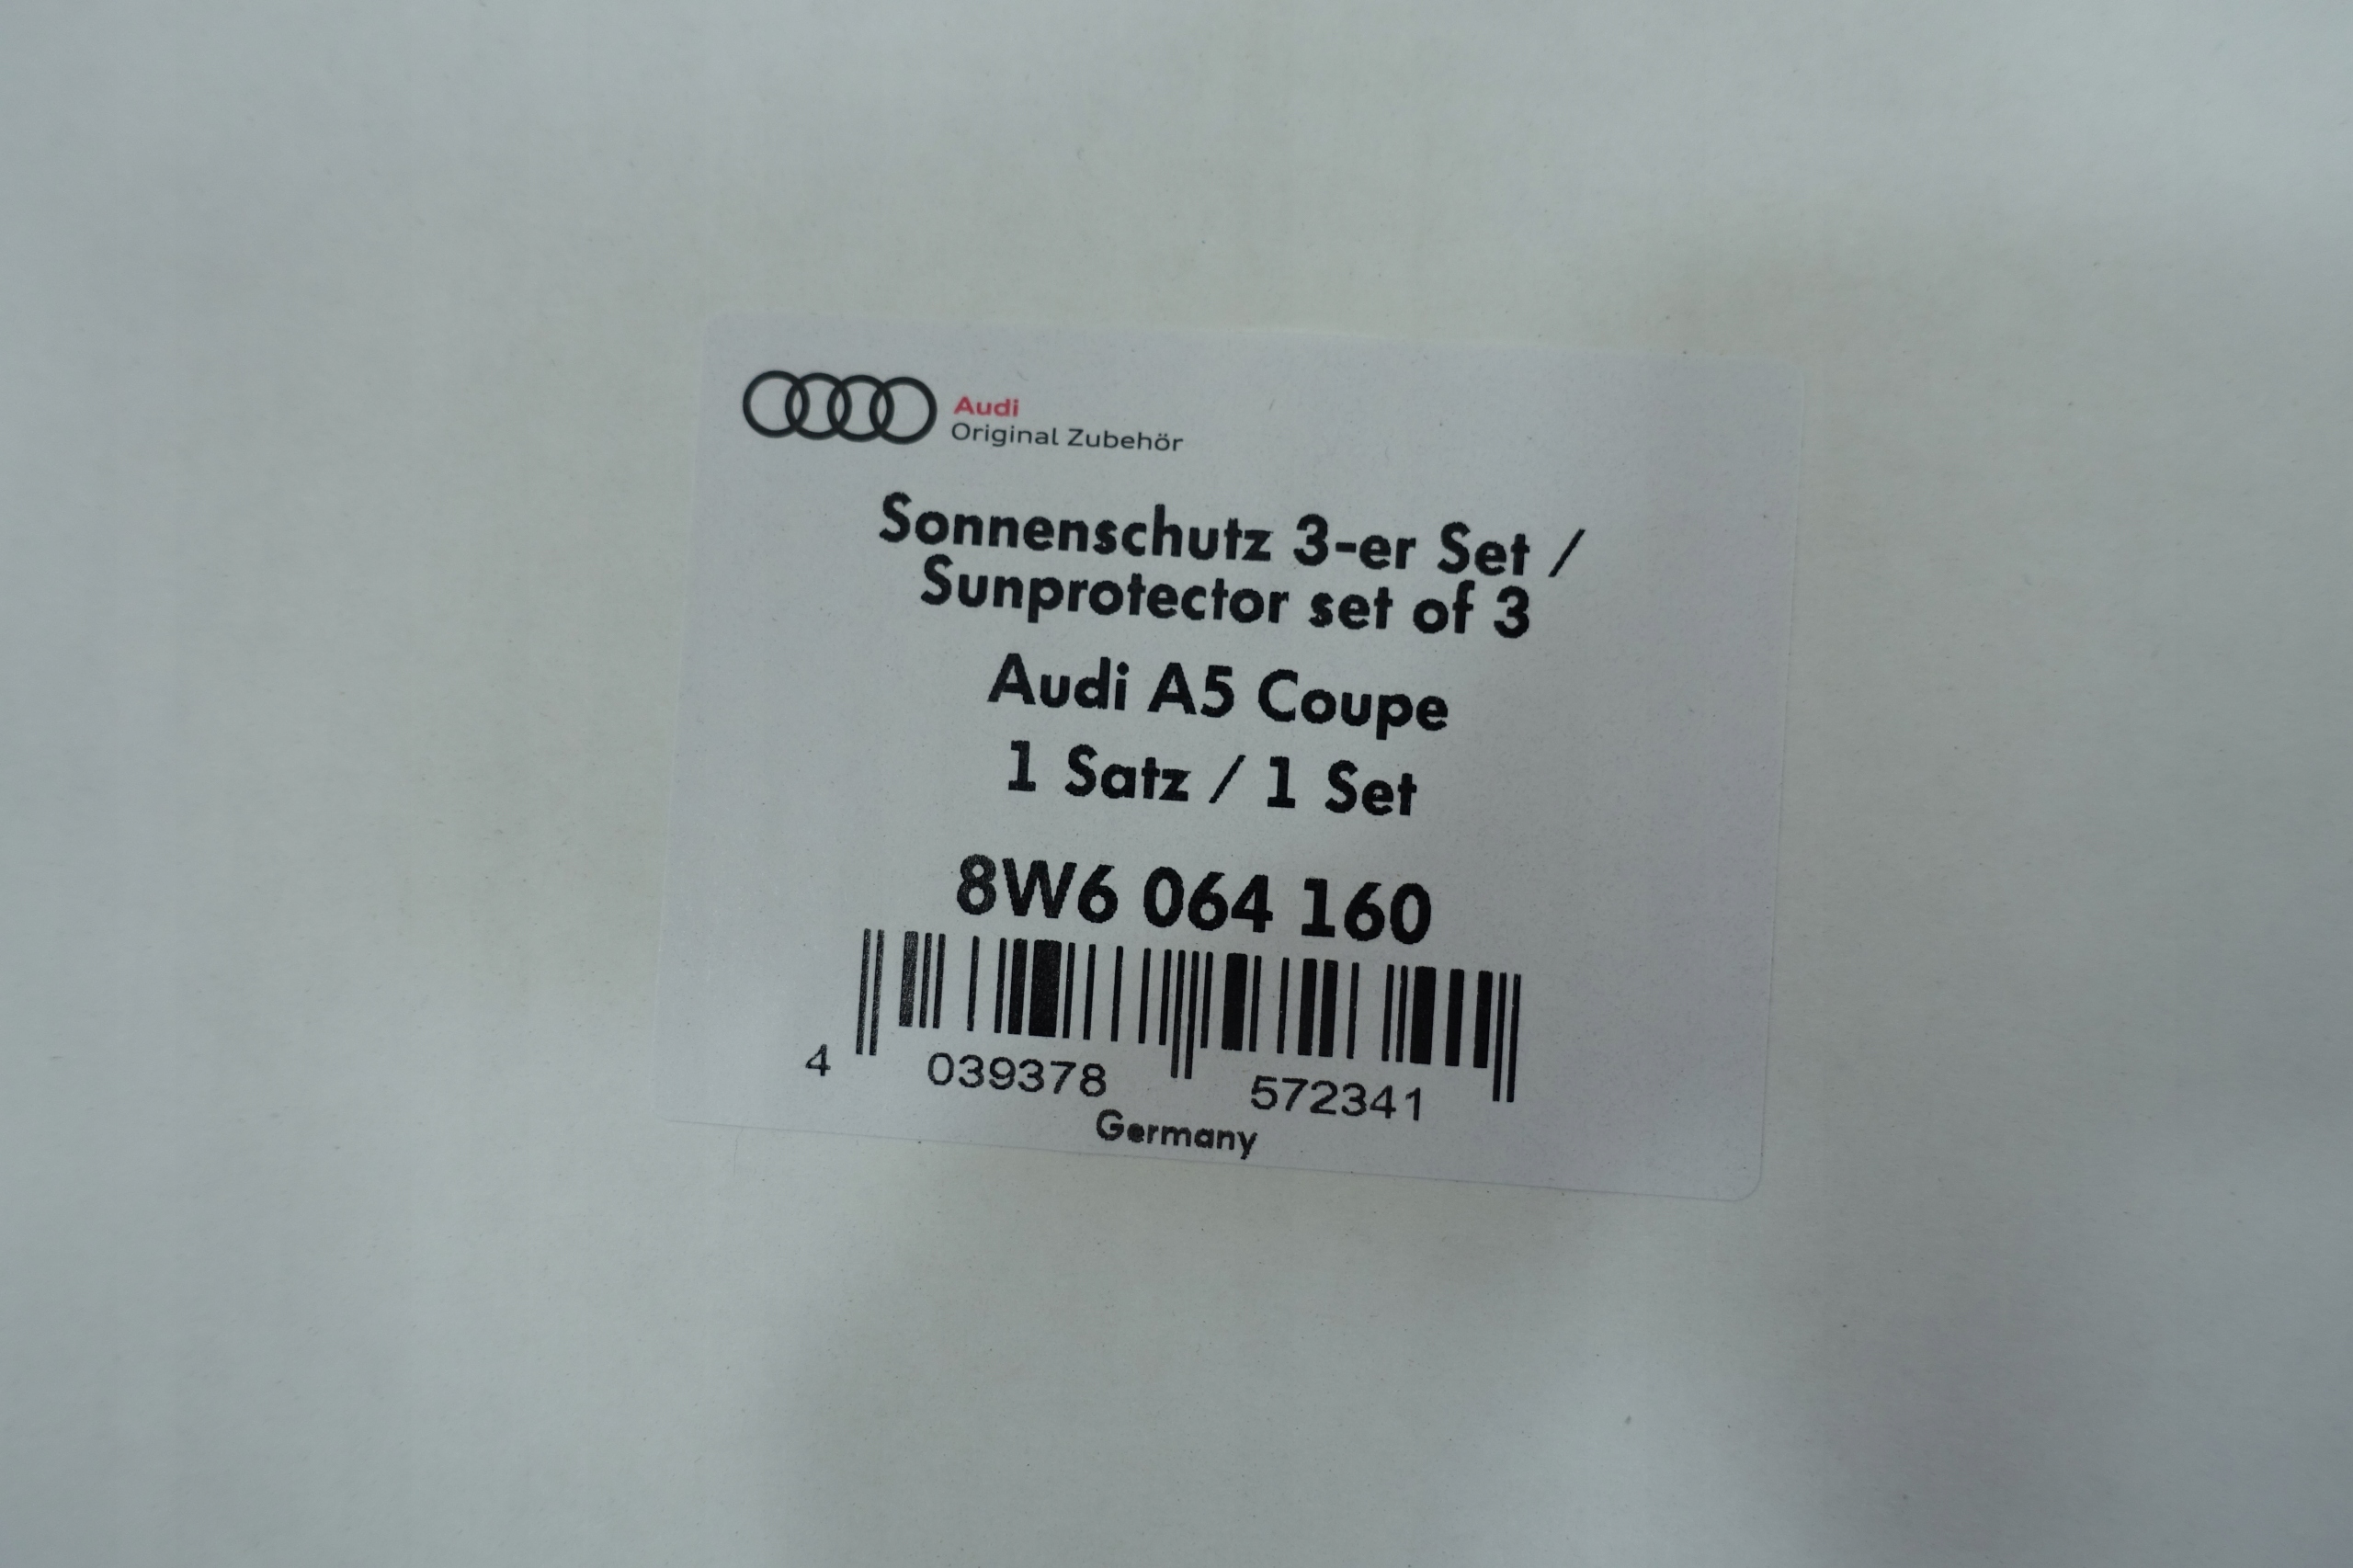 Audi
Original Zubehör
Sonnenschutz 3-er Set /
Sunprotector set of 3
Audi A5 Coupe
1 Satz / 1 Set
8W6 064 160
4 039378 572341
Germany